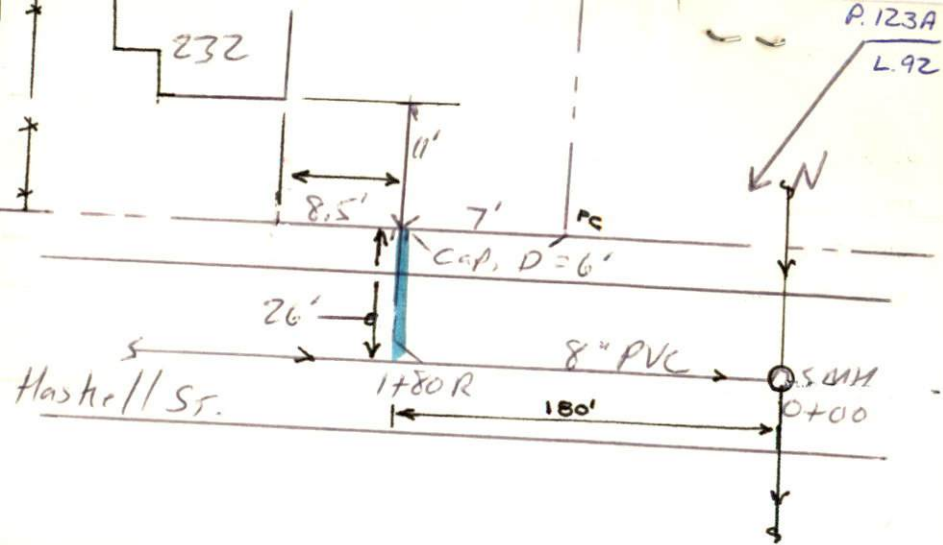 P.123A
L.92
232
N
11'
8.5'
7'
PC
Cap, D=6'
26'
S
8" PVC
SMH
Haskell St.
1+80R
0+00
180'
S